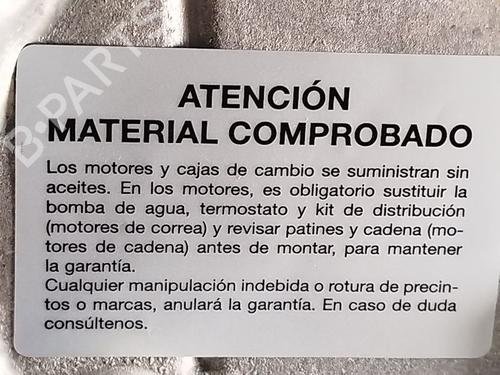 ATENCIÓN
MATERIAL COMPROBADO
Los motores y cajas de cambio se suministran sin
aceites. En los motores, es obligatorio sustituir la
bomba de agua, termostato y kit de distribución
(motores de correa) y revisar patines y cadena (mo-
tores de cadena) antes de montar, para mantener
la garantía.
Cualquier manipulación indebida o rotura de precin-
tos o marcas, anulará la garantía. En caso de duda
consúltenos.
B-PARTS